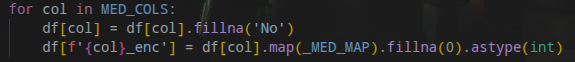 for col in MED_COLS:
    df[col] = df[col].fillna('No')
    df[f'{col}_enc'] = df[col].map(_MED_MAP).fillna(0).astype(int)